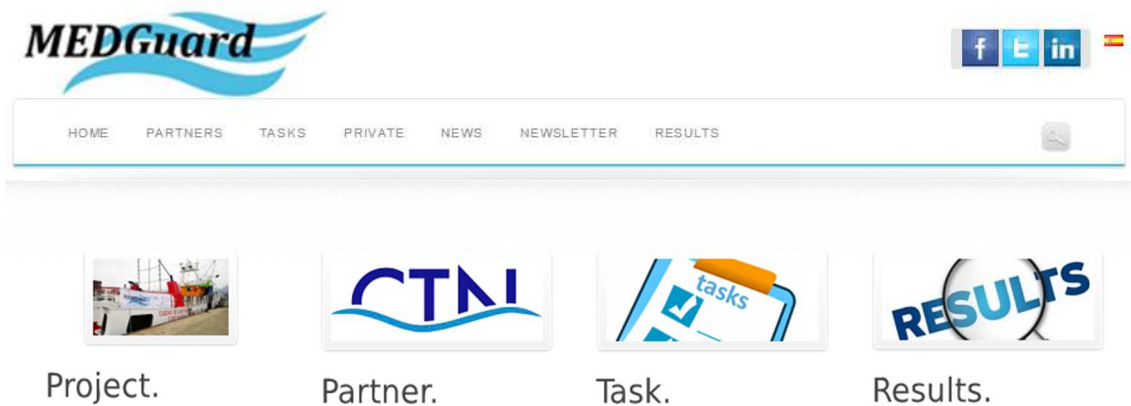 MEDGuard
HOME PARTNERS TASKS PRIVATE NEWS NEWSLETTER RESULTS
CTN
tasks
RESULTS
Project. Partner. Task. Results.